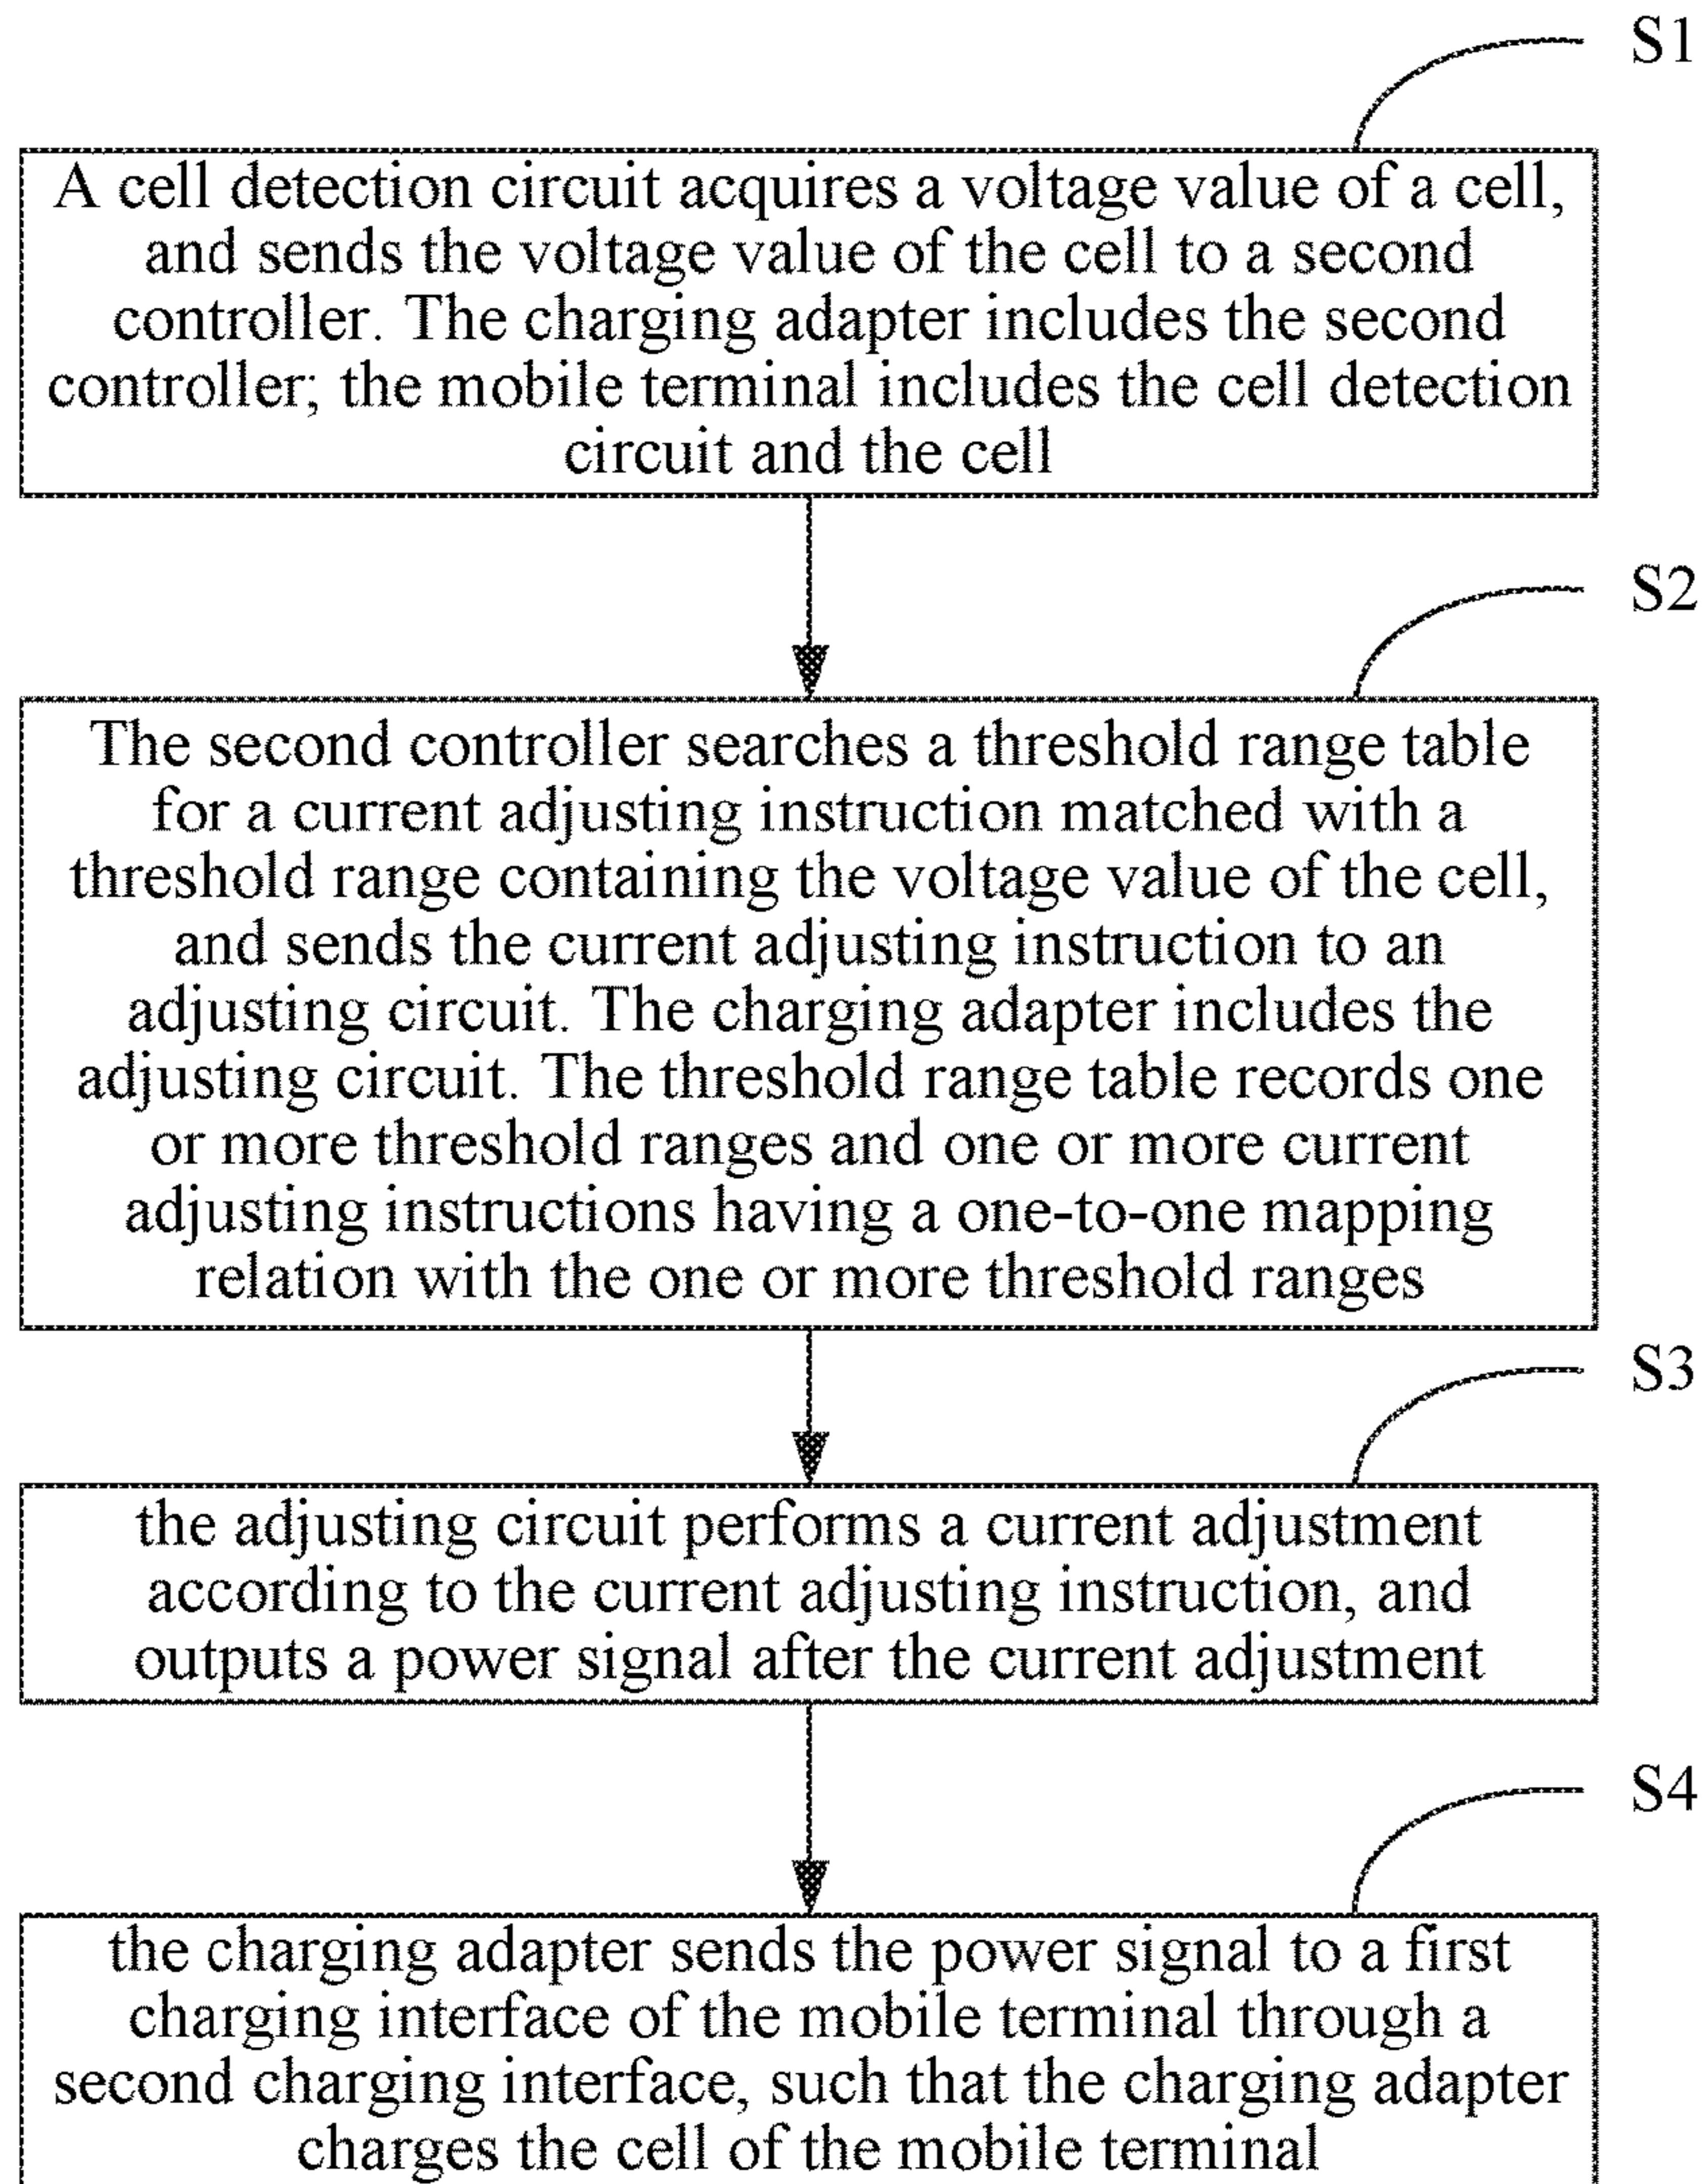 S1
A cell detection circuit acquires a voltage value of a cell,
and sends the voltage value of the cell to a second
controller. The charging adapter includes the second
controller; the mobile terminal includes the cell detection
circuit and the cell
S2
The second controller searches a threshold range table
for a current adjusting instruction matched with a
threshold range containing the voltage value of the cell,
and sends the current adjusting instruction to an
adjusting circuit. The charging adapter includes the
adjusting circuit. The threshold range table records one
or more threshold ranges and one or more current
adjusting instructions having a one-to-one mapping
relation with the one or more threshold ranges
S3
the adjusting circuit performs a current adjustment
according to the current adjusting instruction, and
outputs a power signal after the current adjustment
S4
the charging adapter sends the power signal to a first
charging interface of the mobile terminal through a
second charging interface, such that the charging adapter
charges the cell of the mobile terminal